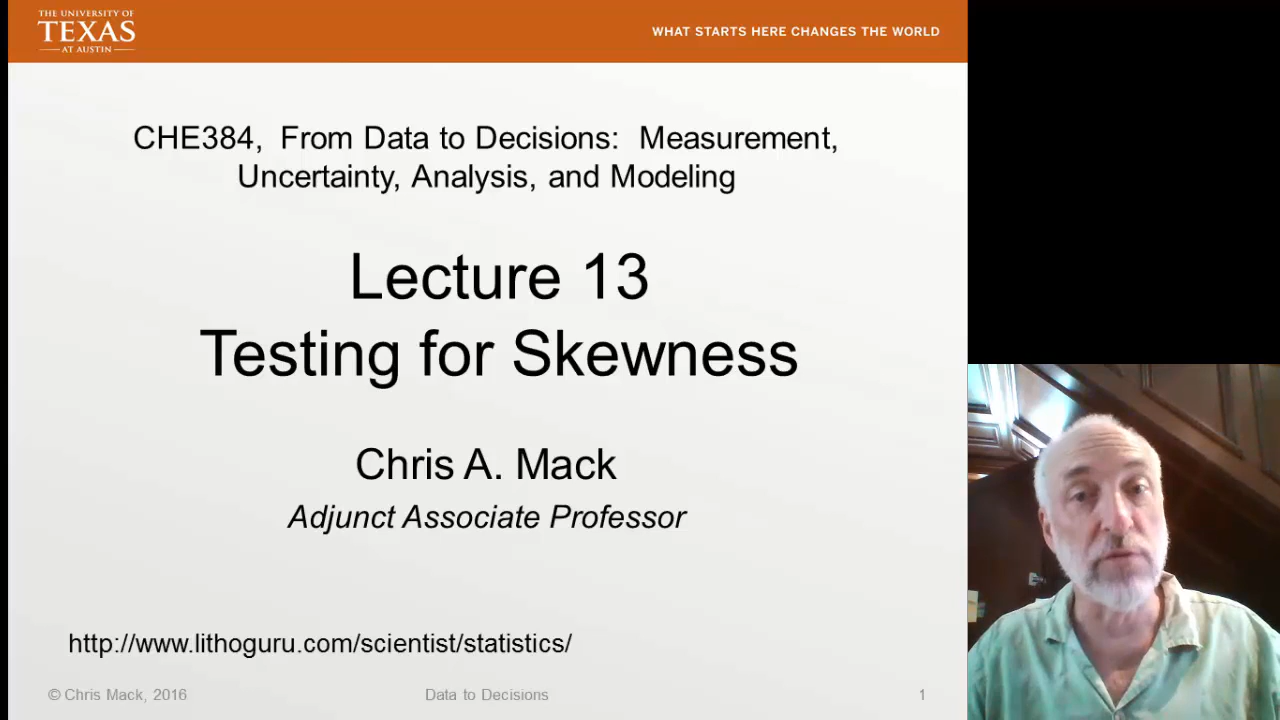 THE UNIVERSITY OF
TEXAS
AT AUSTIN
WHAT STARTS HERE CHANGES THE WORLD
CHE384, From Data to Decisions: Measurement,
Uncertainty, Analysis, and Modeling
Lecture 13
Testing for Skewness
Chris A. Mack
Adjunct Associate Professor
http://www.lithoguru.com/scientist/statistics/
© Chris Mack, 2016
Data to Decisions
1